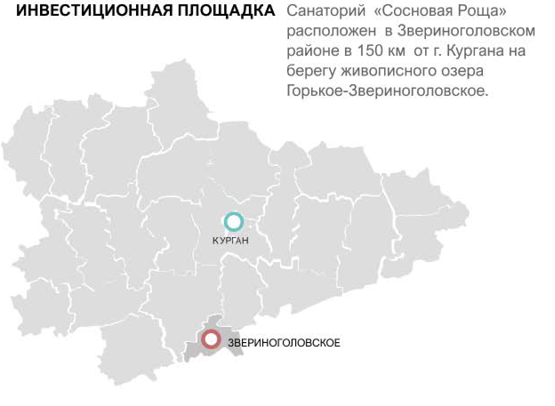 ИНВЕСТИЦИОННАЯ ПЛОЩАДКА
Санаторий «Сосновая Роща»
расположен в Звериноголовском
районе в 150 км от г. Кургана на
берегу живописного озера
Горькое-Звериноголовское.
КУРГАН
ЗВЕРИНОГОЛОВСКОЕ